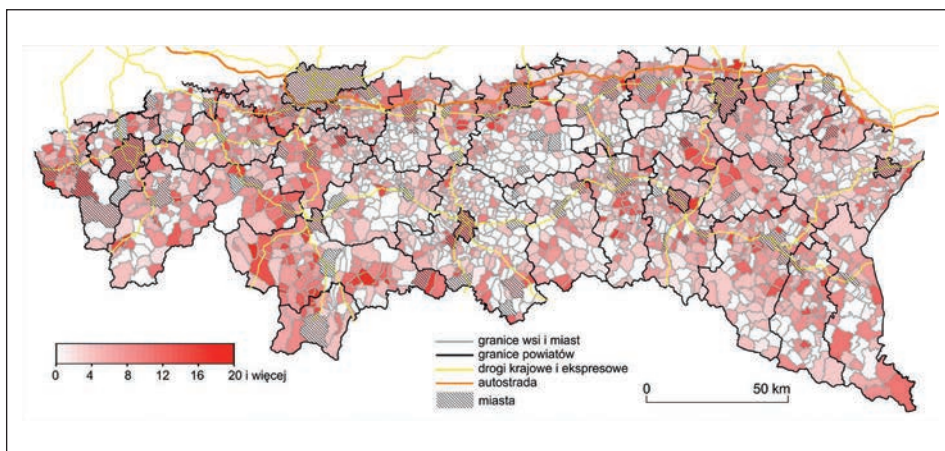 0 4 8 12 16 20 i więcej
granice wsi i miast
granice powiatów
drogi krajowe i ekspresowe
autostrada
miasta
0 50 km